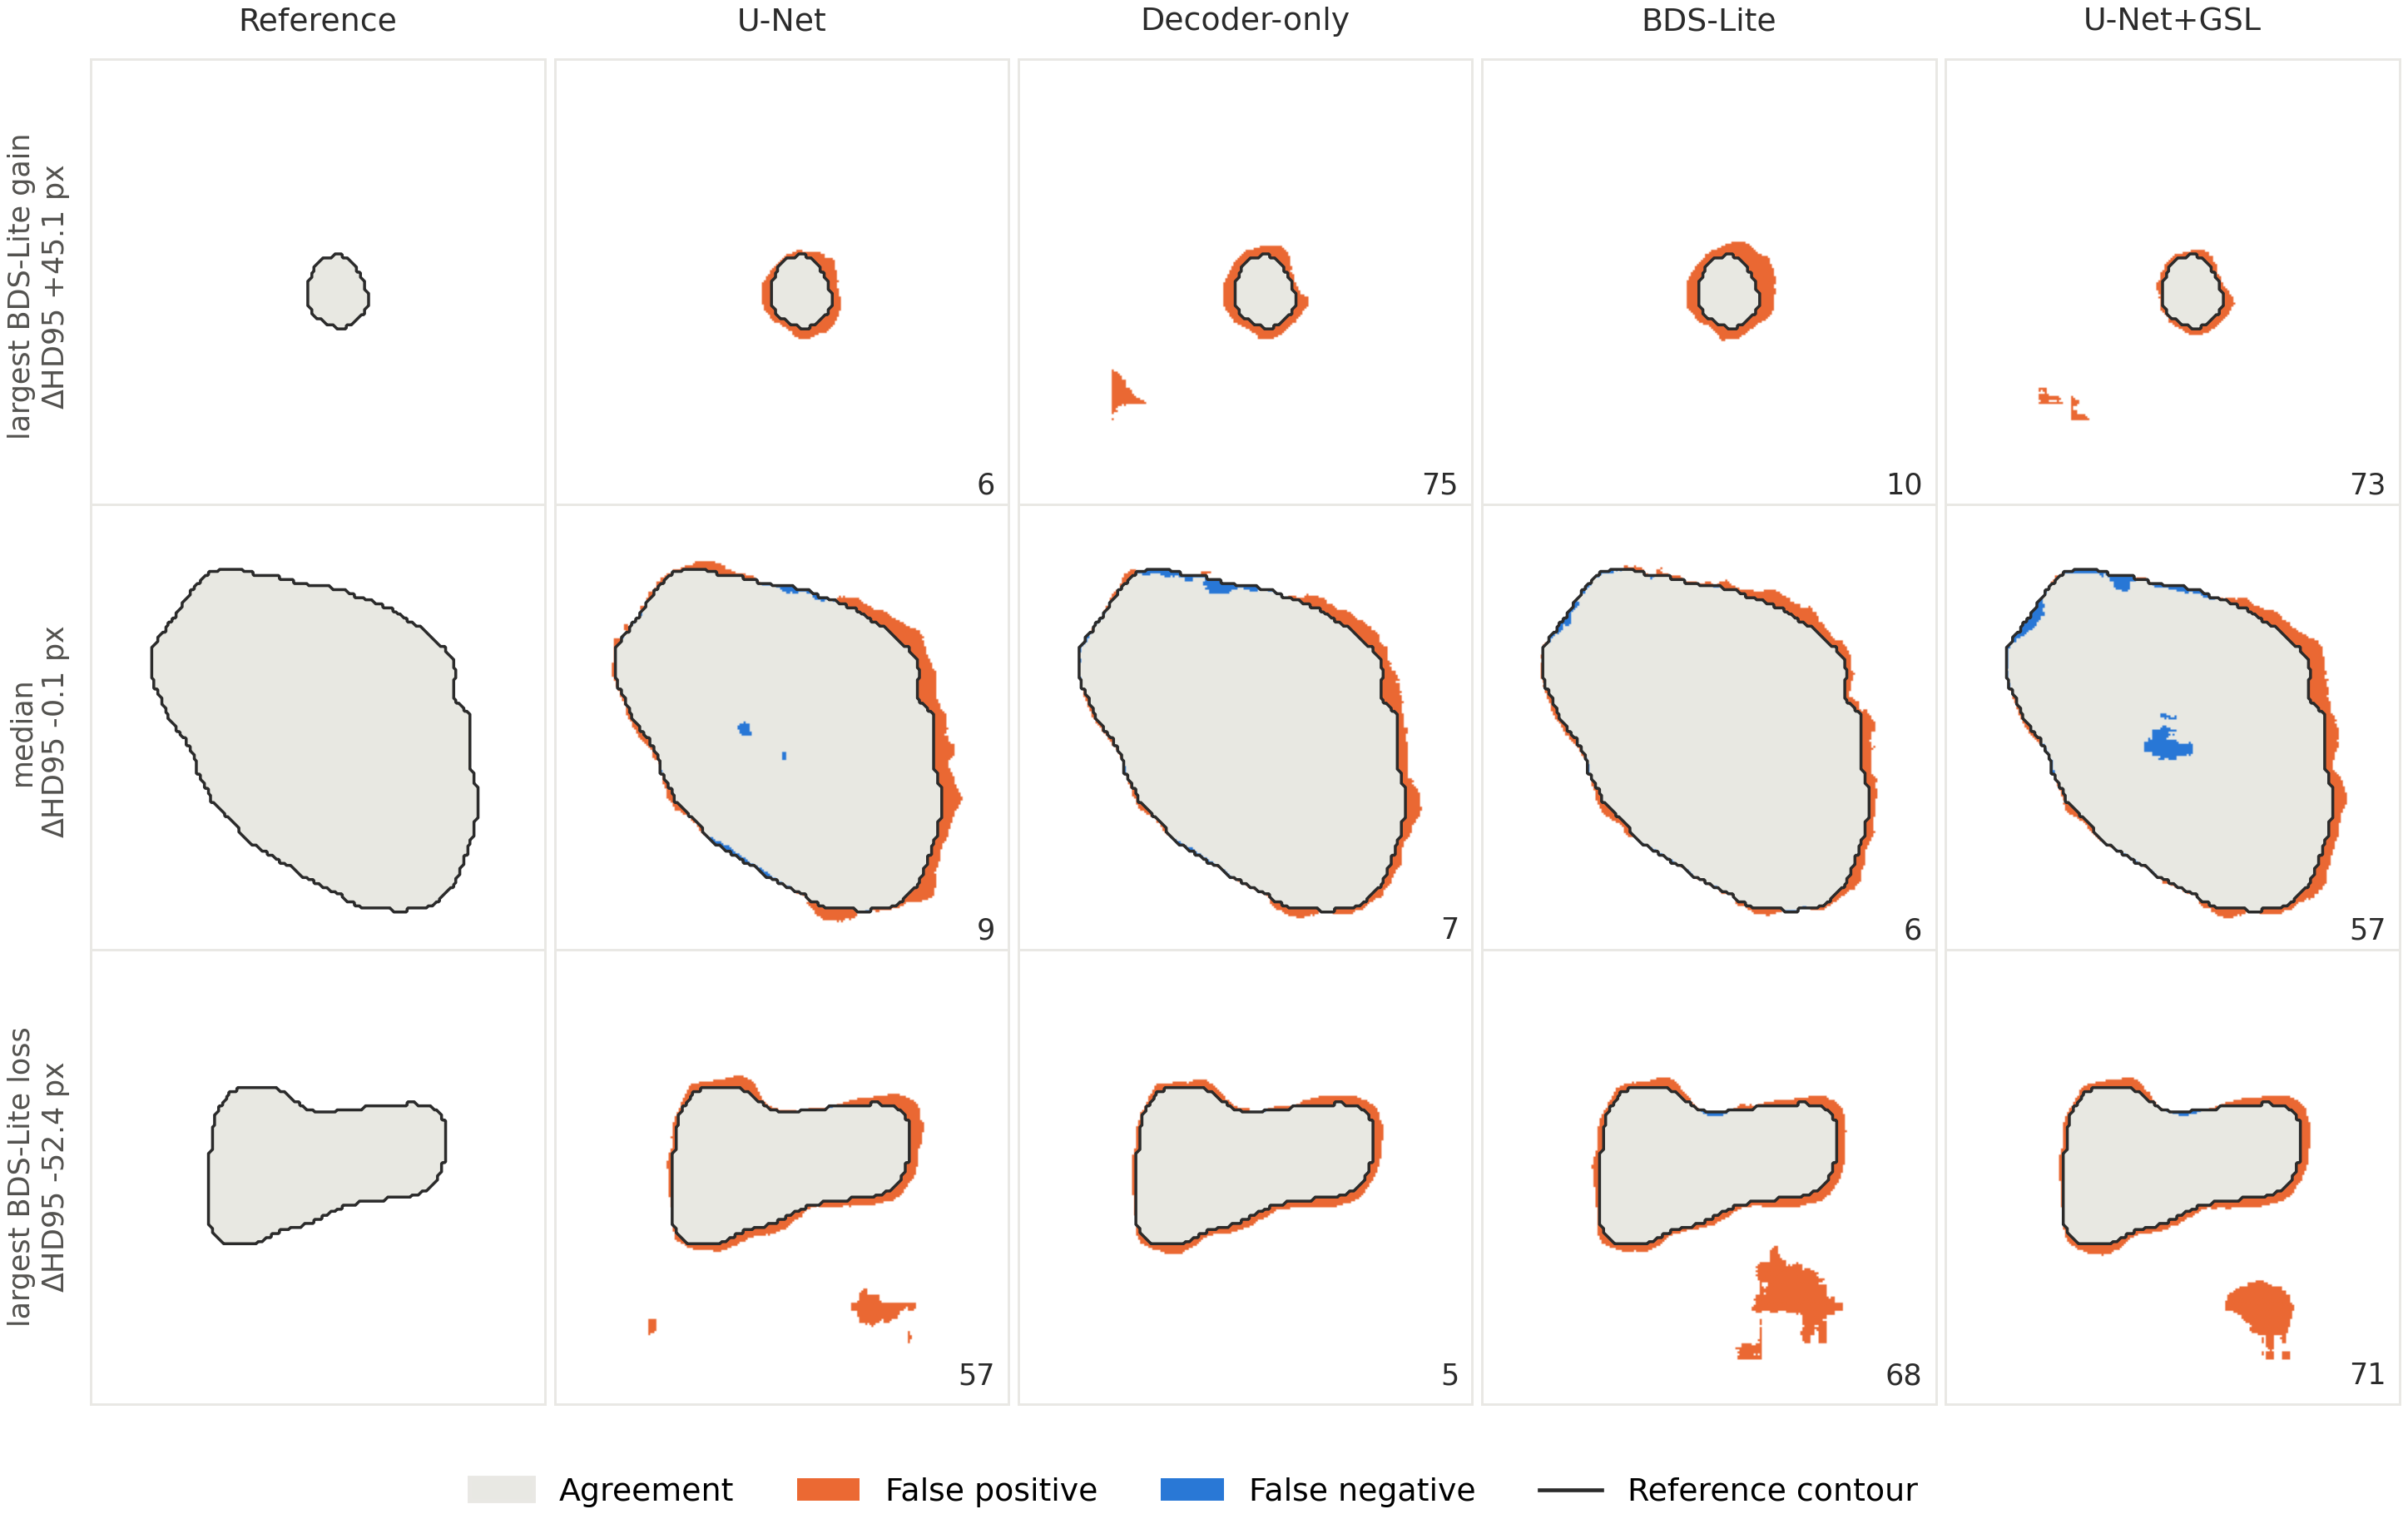 Reference U-Net Decoder-only BDS-Lite U-Net+GSL
largest BDS-Lite gain
ΔHD95 +45.1 px
6 75 10 73
median
ΔHD95 -0.1 px
9 7 6 57
largest BDS-Lite loss
ΔHD95 -52.4 px
57 5 68 71
Agreement False positive False negative Reference contour